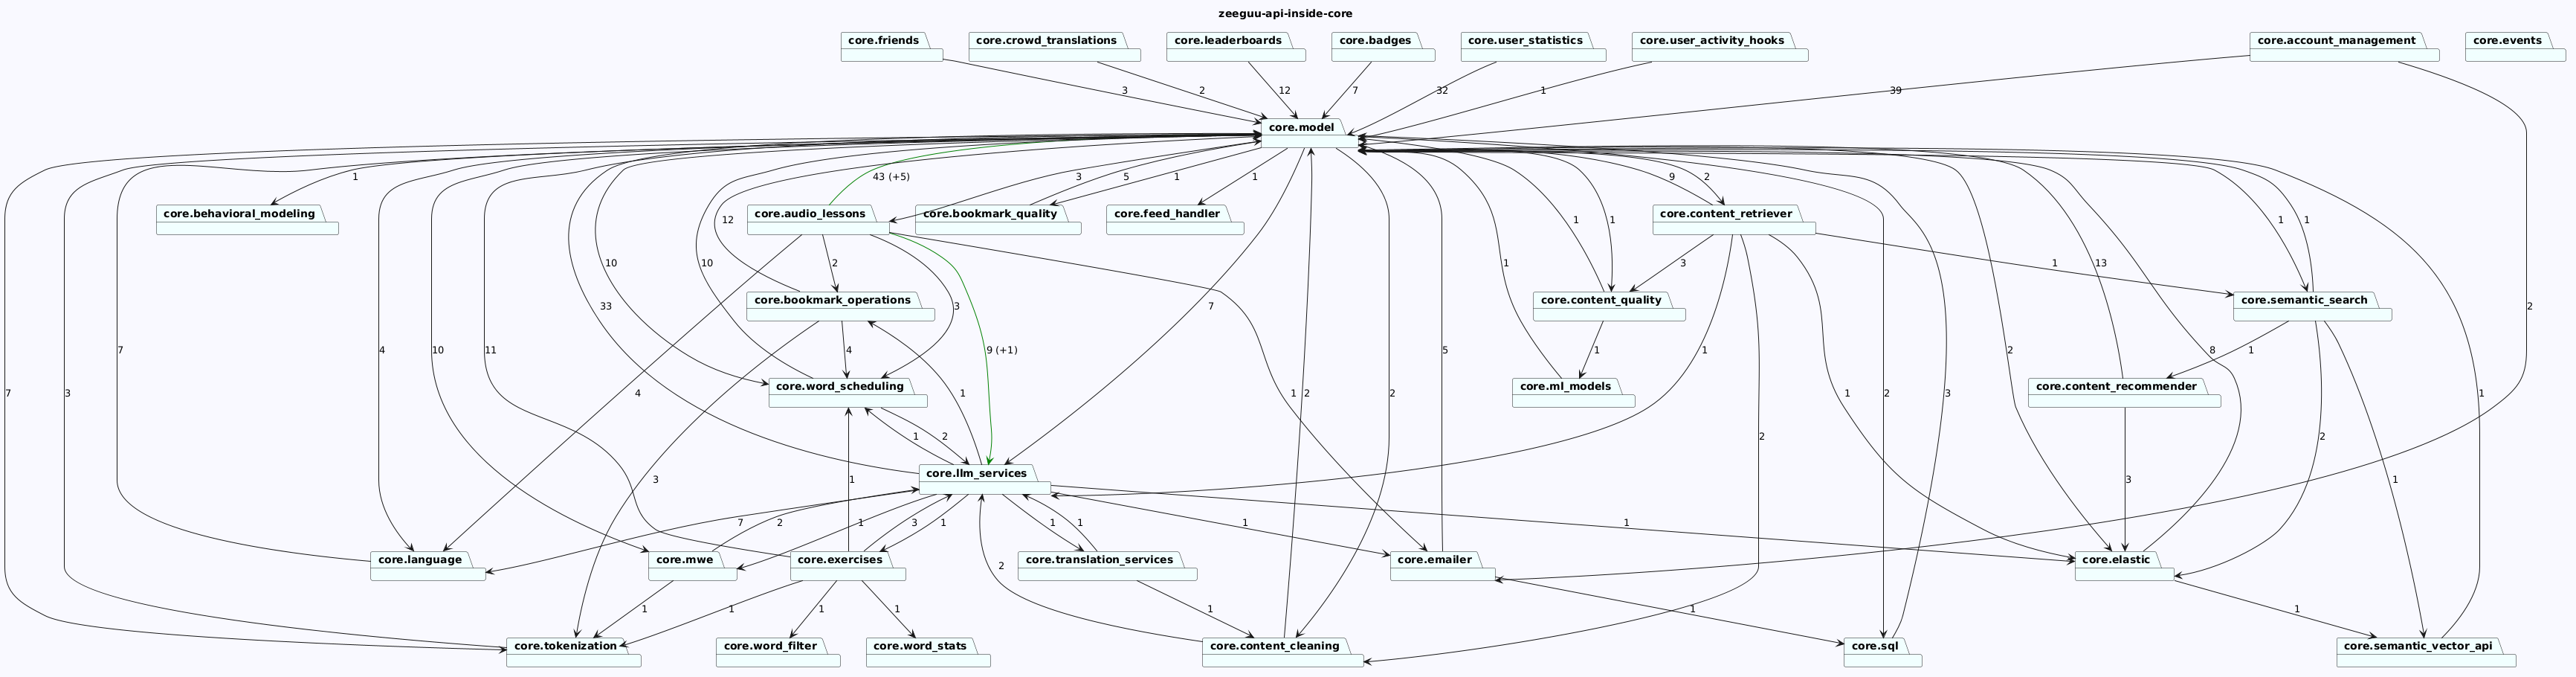 zeeguu-api-inside-core
core.friends
core.crowd_translations
core.leaderboards
core.badges
core.user_statistics
core.user_activity_hooks
core.account_management
core.events
3
2
12
7
32
1
39
core.model
1
43 (+5)
3
5
1
1
9
2
1
1
core.behavioral_modeling
core.audio_lessons
core.bookmark_quality
core.feed_handler
core.content_retriever
12
1
1
10
2
10
3
1
13
core.bookmark_operations
core.content_quality
core.semantic_search
33
3
7
2
7
4
10
11
4
4
9 (+1)
5
1
1
1
2
8
1
core.word_scheduling
core.ml_models
core.content_recommender
7
3
1
2
1
1
2
2
2
3
1
3
2
1
core.llm_services
7
2
1
3
1
1
1
1
1
core.language
core.mwe
core.exercises
core.translation_services
core.emailer
core.elastic
2
1
1
1
1
1
1
1
core.tokenization
core.word_filter
core.word_stats
core.content_cleaning
core.sql
core.semantic_vector_api